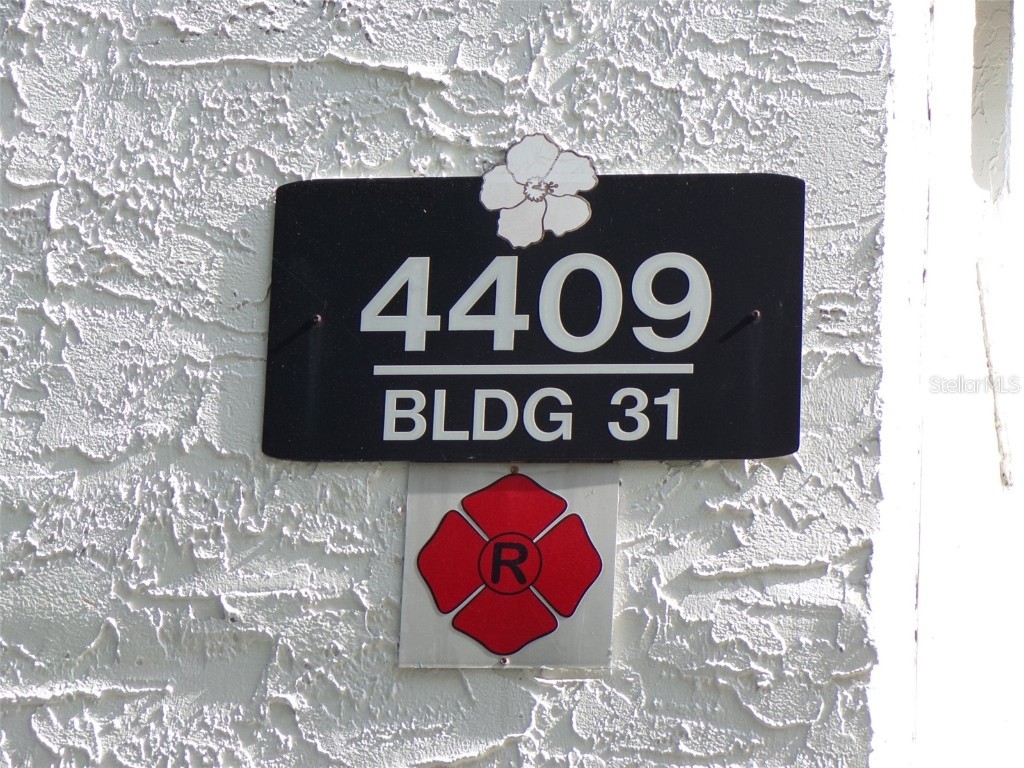 4409
BLDG 31
R
StellarMLS